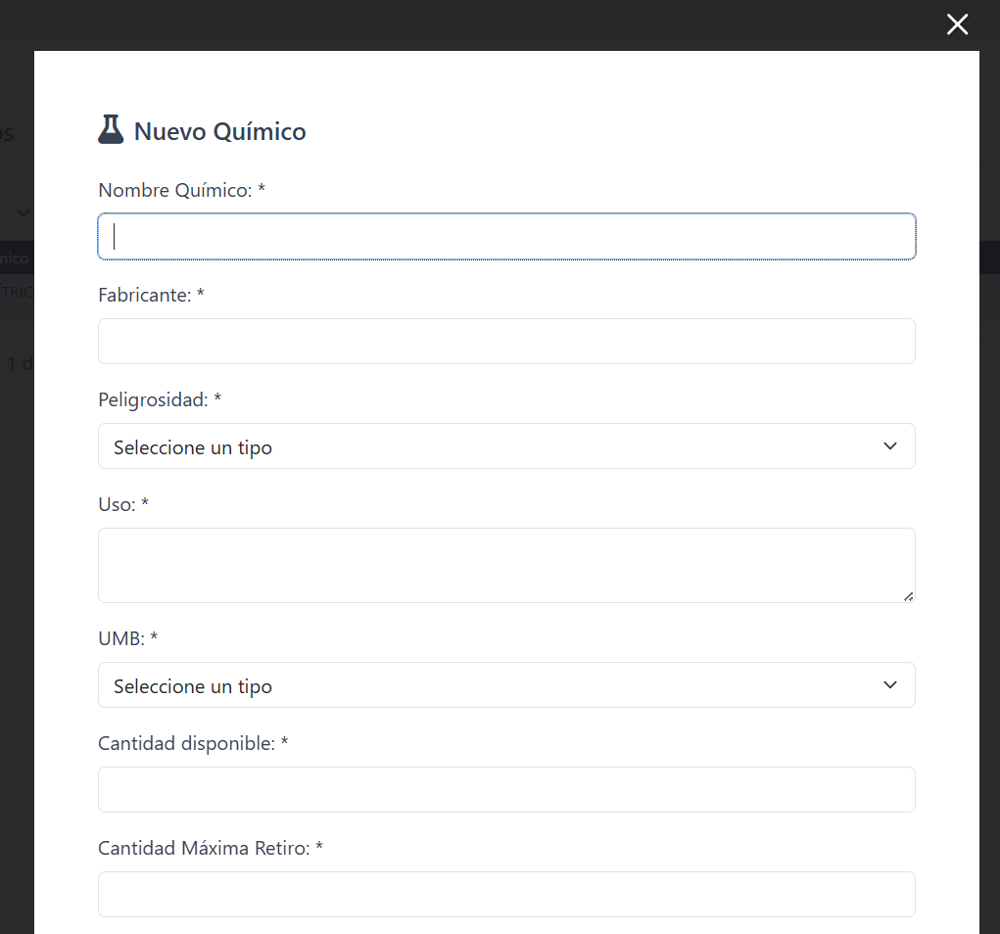 Nuevo Químico
Nombre Químico: *
Fabricante: *
Peligrosidad: *
Seleccione un tipo
Uso: *
UMB: *
Seleccione un tipo
Cantidad disponible: *
Cantidad Máxima Retiro: *